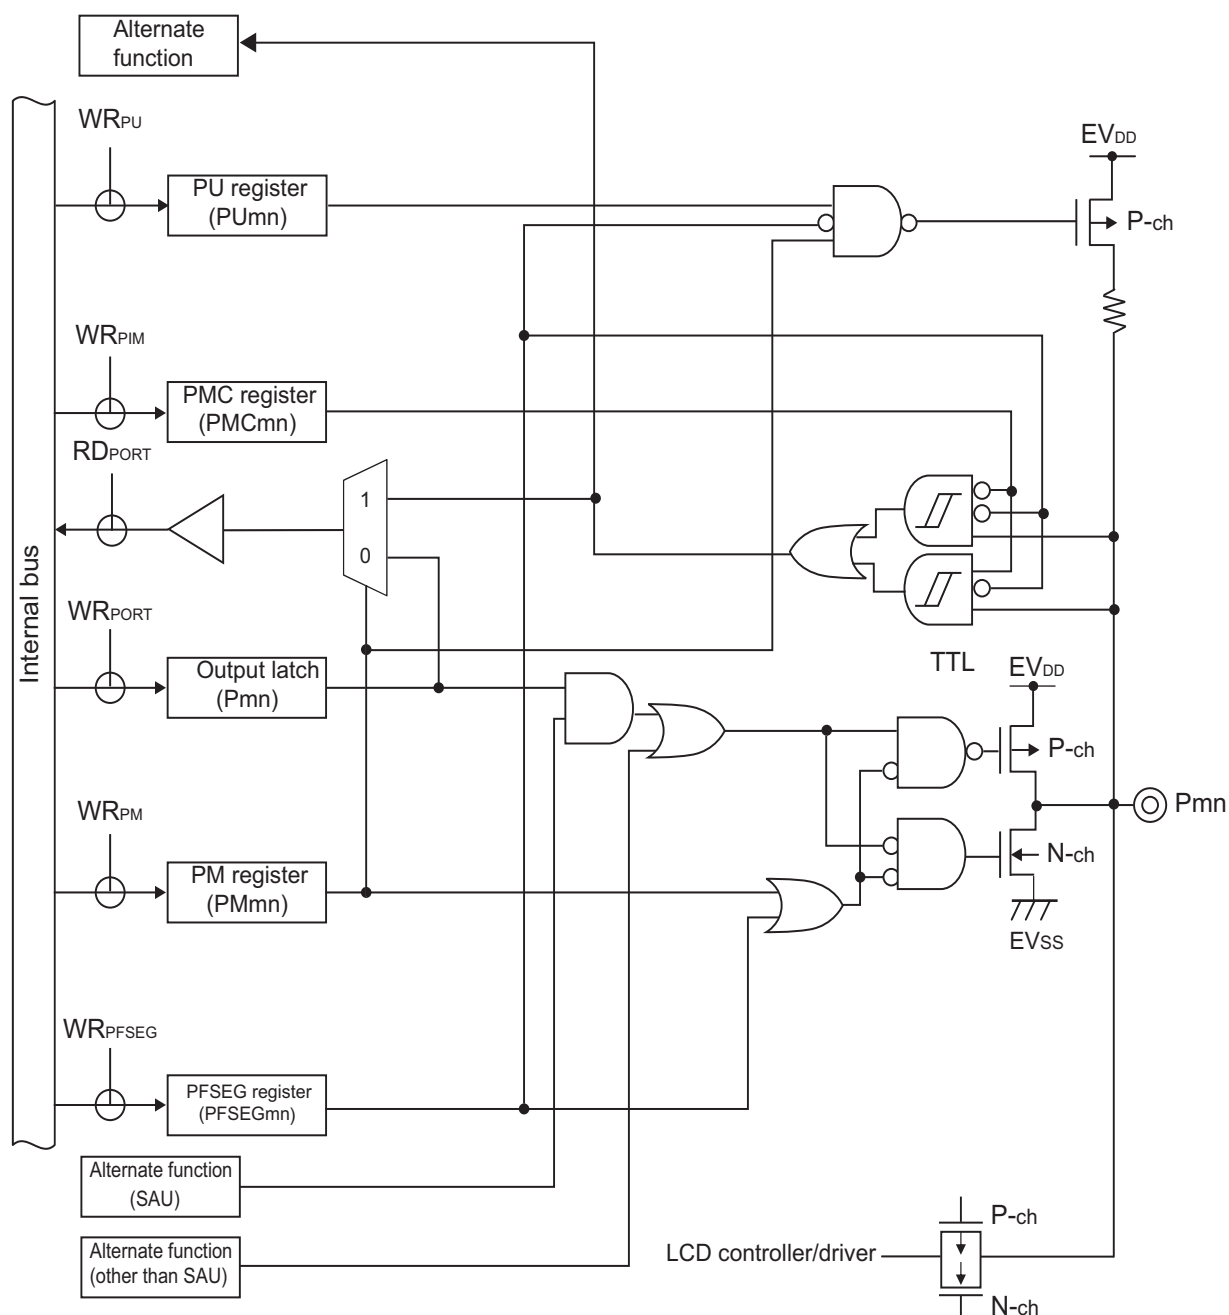 Alternate
function
WRPU
EVDD
PU register
(PUmn)
P-ch
WRPIM
PMC register
(PMCmn)
RDPORT
1
0
Internal bus
WRPORT
TTL
Output latch
(Pmn)
EVDD
P-ch
Pmn
WRPM
N-ch
PM register
(PMmn)
EVSS
WRPFSEG
PFSEG register
(PFSEGmn)
Alternate function
(SAU)
P-ch
Alternate function
(other than SAU)
LCD controller/driver
N-ch